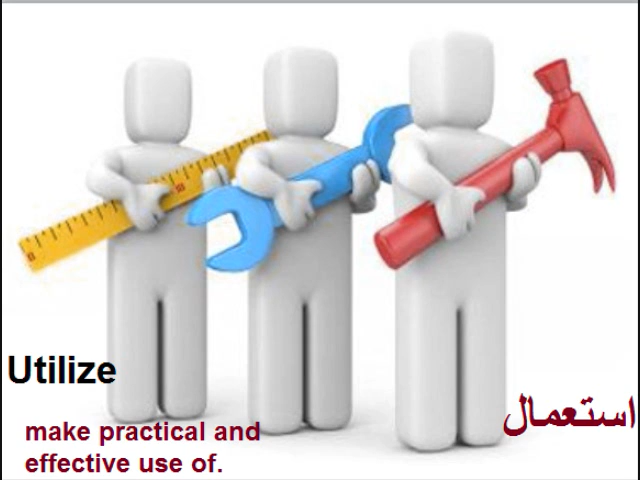 Utilize
استعمال
make practical and
effective use of.